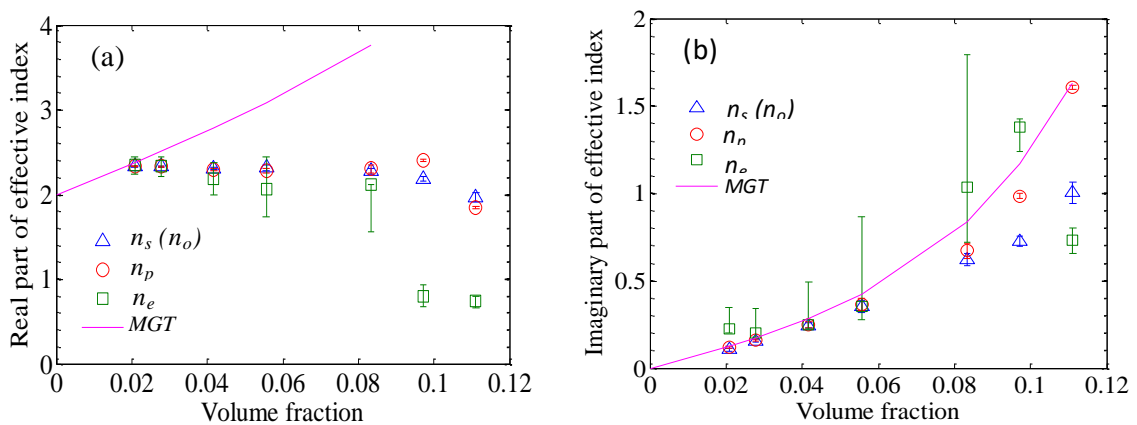 (a)
Real part of effective index
4
3
2
1
0
n_s (n_o)
n_p
n_e
MGT
0 0.02 0.04 0.06 0.08 0.1 0.12
Volume fraction
(b)
Imaginary part of effective index
2
1.5
1
0.5
0
n_s (n_o)
n_p
n_e
MGT
0 0.02 0.04 0.06 0.08 0.1 0.12
Volume fraction